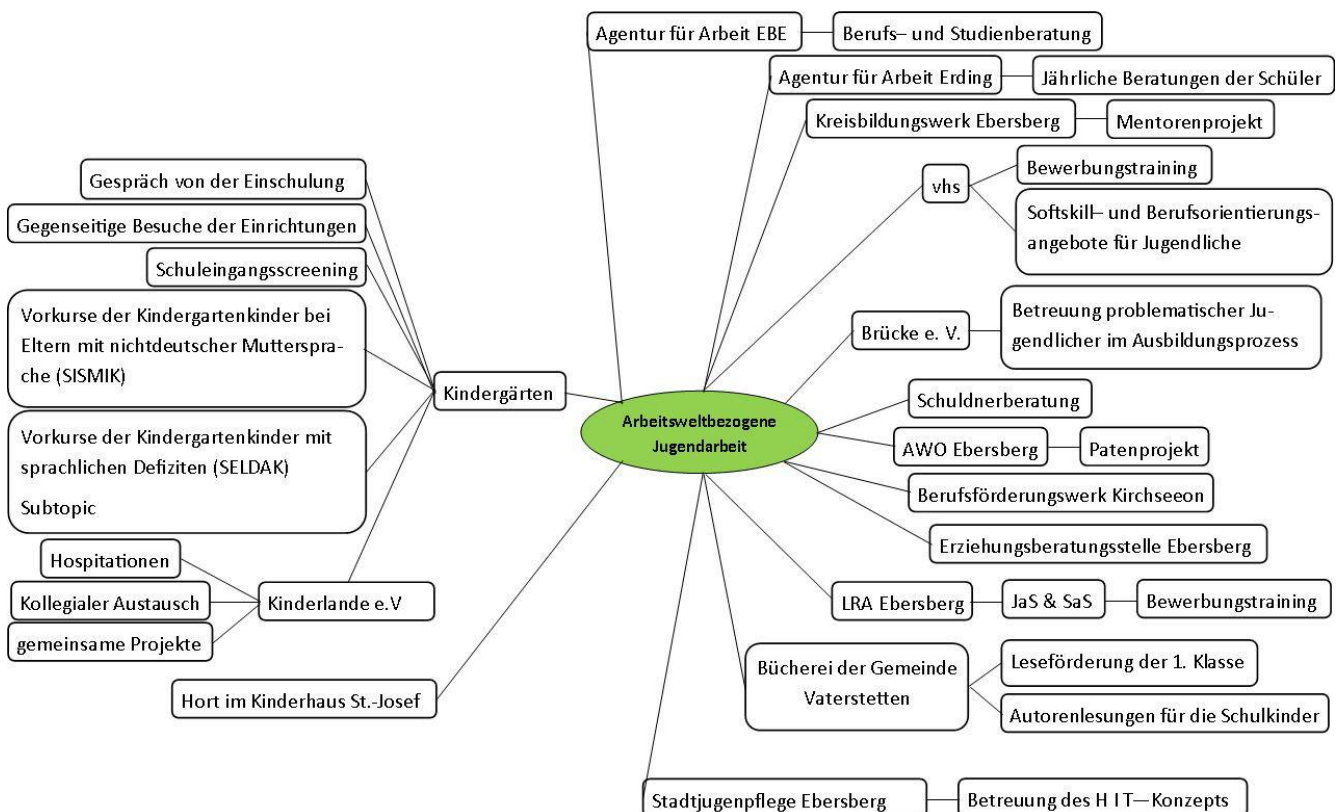 Agentur für Arbeit EBE
Berufs– und Studienberatung
Agentur für Arbeit Erding
Jährliche Beratungen der Schüler
Kreisbildungswerk Ebersberg
Mentorenprojekt
vhs
Bewerbungstraining
Softskill– und Berufsorientierungs-
angebote für Jugendliche
Brücke e. V.
Betreuung problematischer Ju-
gendlicher im Ausbildungsprozess
Arbeitsweltbezogene
Jugendarbeit
Schuldnerberatung
AWO Ebersberg
Patenprojekt
Berufsförderungswerk Kirchseeon
Erziehungsberatungsstelle Ebersberg
LRA Ebersberg
JaS & SaS
Bewerbungstraining
Bücherei der Gemeinde
Vaterstetten
Leseförderung der 1. Klasse
Autorenlesungen für die Schulkinder
Stadtjugenpflege Ebersberg
Betreuung des H I T—Konzepts
Kindergärten
Gespräch von der Einschulung
Gegenseitige Besuche der Einrichtungen
Schuleingangsscreening
Vorkurse der Kindergartenkinder bei
Eltern mit nichtdeutscher Mutterspra-
che (SISMIK)
Vorkurse der Kindergartenkinder mit
sprachlichen Defiziten (SELDAK)
Subtopic
Kinderlande e.V
Hospitationen
Kollegialer Austausch
gemeinsame Projekte
Hort im Kinderhaus St.-Josef